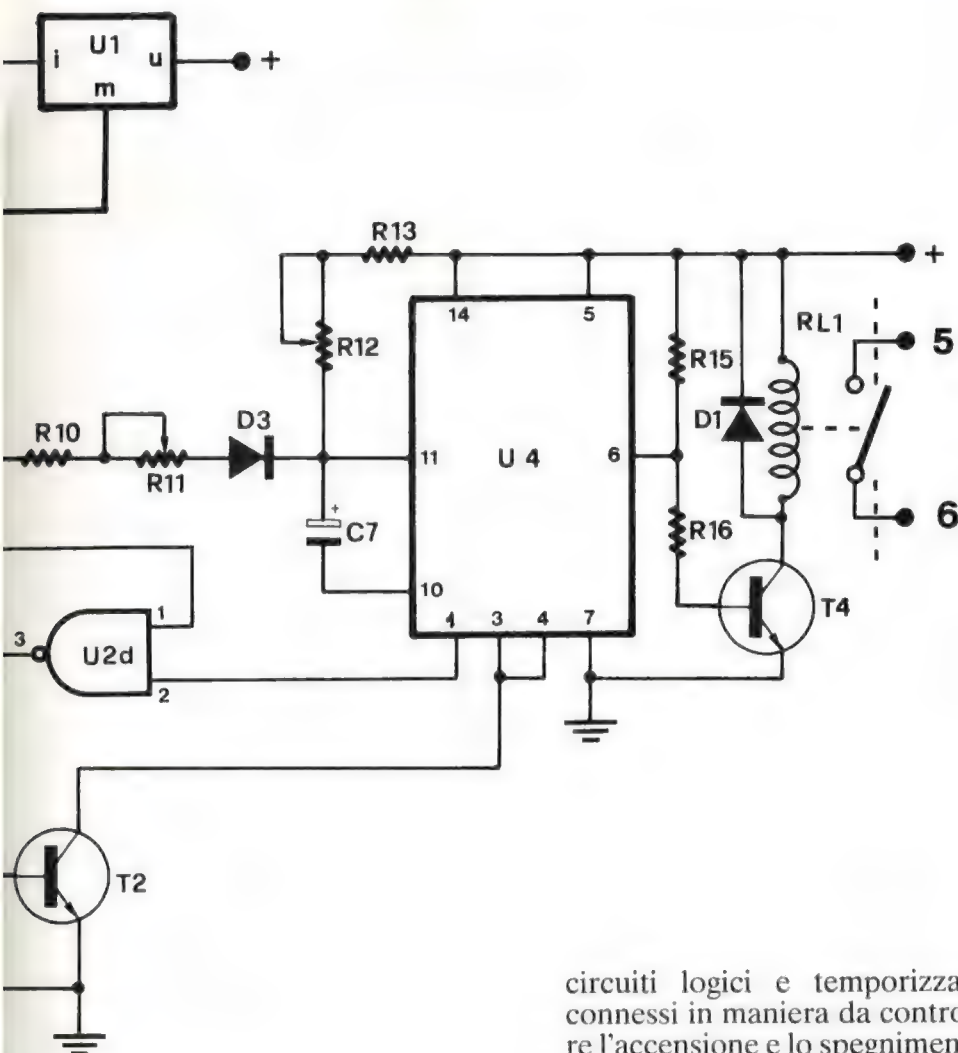 U1
i u +
m
R13
+
14 5
RL1
5
R12
R15
D3
D1
R10
11 U 4 6
R11
6
C7
+
R16
10
T4
4 3 4 7
1
3
U2d
2
T2
circuiti logici e temporizza
connessi in maniera da contro
re l'accensione e lo spegnimen